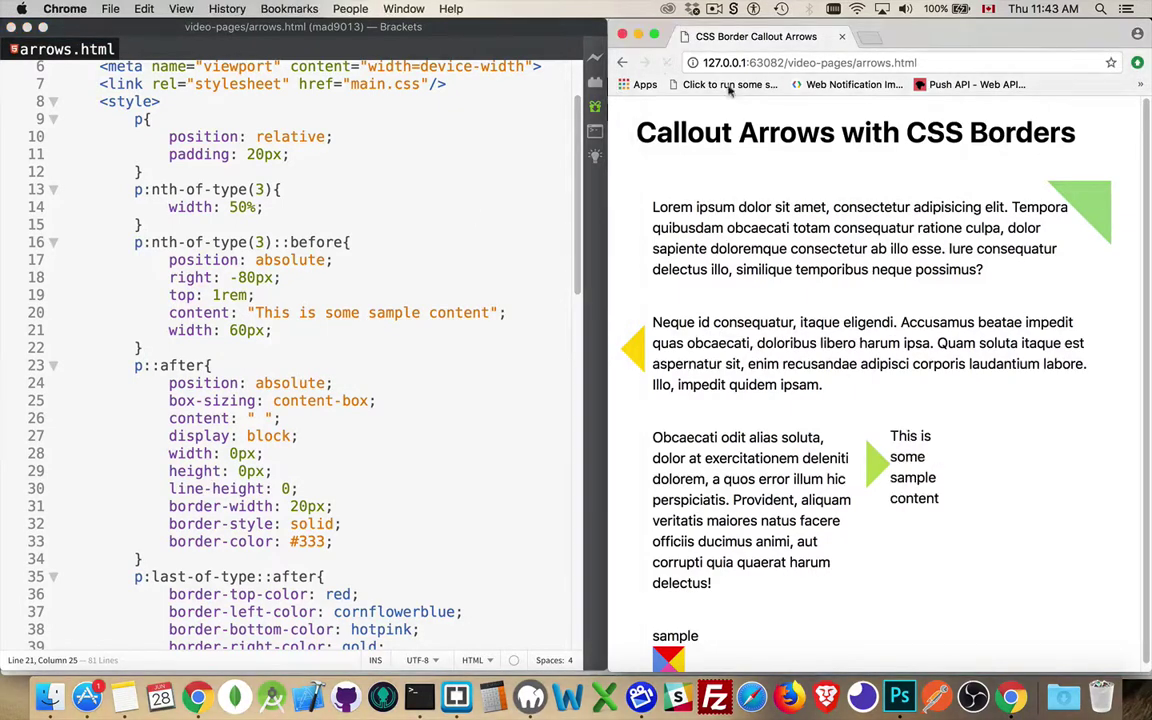 Chrome File Edit View History Bookmarks People Window Help 100% Thu 11:43 AM
video-pages/arrows.html (mad9013) — Brackets
arrows.html
6 <meta name="viewport" content="width=device-width">
7 <link rel="stylesheet" href="main.css"/>
8 <style>
9 p{
10 position: relative;
11 padding: 20px;
12 }
13 p:nth-of-type(3){
14 width: 50%;
15 }
16 p:nth-of-type(3)::before{
17 position: absolute;
18 right: -80px;
19 top: 1rem;
20 content: "This is some sample content";
21 width: 60px;
22 }
23 p::after{
24 position: absolute;
25 box-sizing: content-box;
26 content: " ";
27 display: block;
28 width: 0px;
29 height: 0px;
30 line-height: 0;
31 border-width: 20px;
32 border-style: solid;
33 border-color: #333;
34 }
35 p:last-of-type::after{
36 border-top-color: red;
37 border-left-color: cornflowerblue;
38 border-bottom-color: hotpink;
39 border-right-color: gold;
Line 21, Column 25 — 81 Lines
INS UTF-8 HTML Spaces: 4
CSS Border Callout Arrows
127.0.0.1:63082/video-pages/arrows.html
Apps Click to run some s... Web Notification Im... Push API - Web API... »
Callout Arrows with CSS Borders
Lorem ipsum dolor sit amet, consectetur adipisicing elit. Tempora
quibusdam obcaecati totam consequatur ratione culpa, dolor
sapiente doloremque consectetur ab illo esse. Iure consequatur
delectus illo, similique temporibus neque possimus?
Neque id consequatur, itaque eligendi. Accusamus beatae impedit
quas obcaecati, doloribus libero harum ipsa. Quam soluta itaque est
aspernatur sit, enim recusandae adipisci corporis laudantium labore.
Illo, impedit quidem ipsam.
Obcaecati odit alias soluta,
dolor at exercitationem deleniti
dolorem, a quos error illum hic
perspiciatis. Provident, aliquam
veritatis maiores natus facere
officiis ducimus animi, aut
corrupti quia quaerat harum
delectus!
This is
some
sample
content
sample
JUN
28
Ps